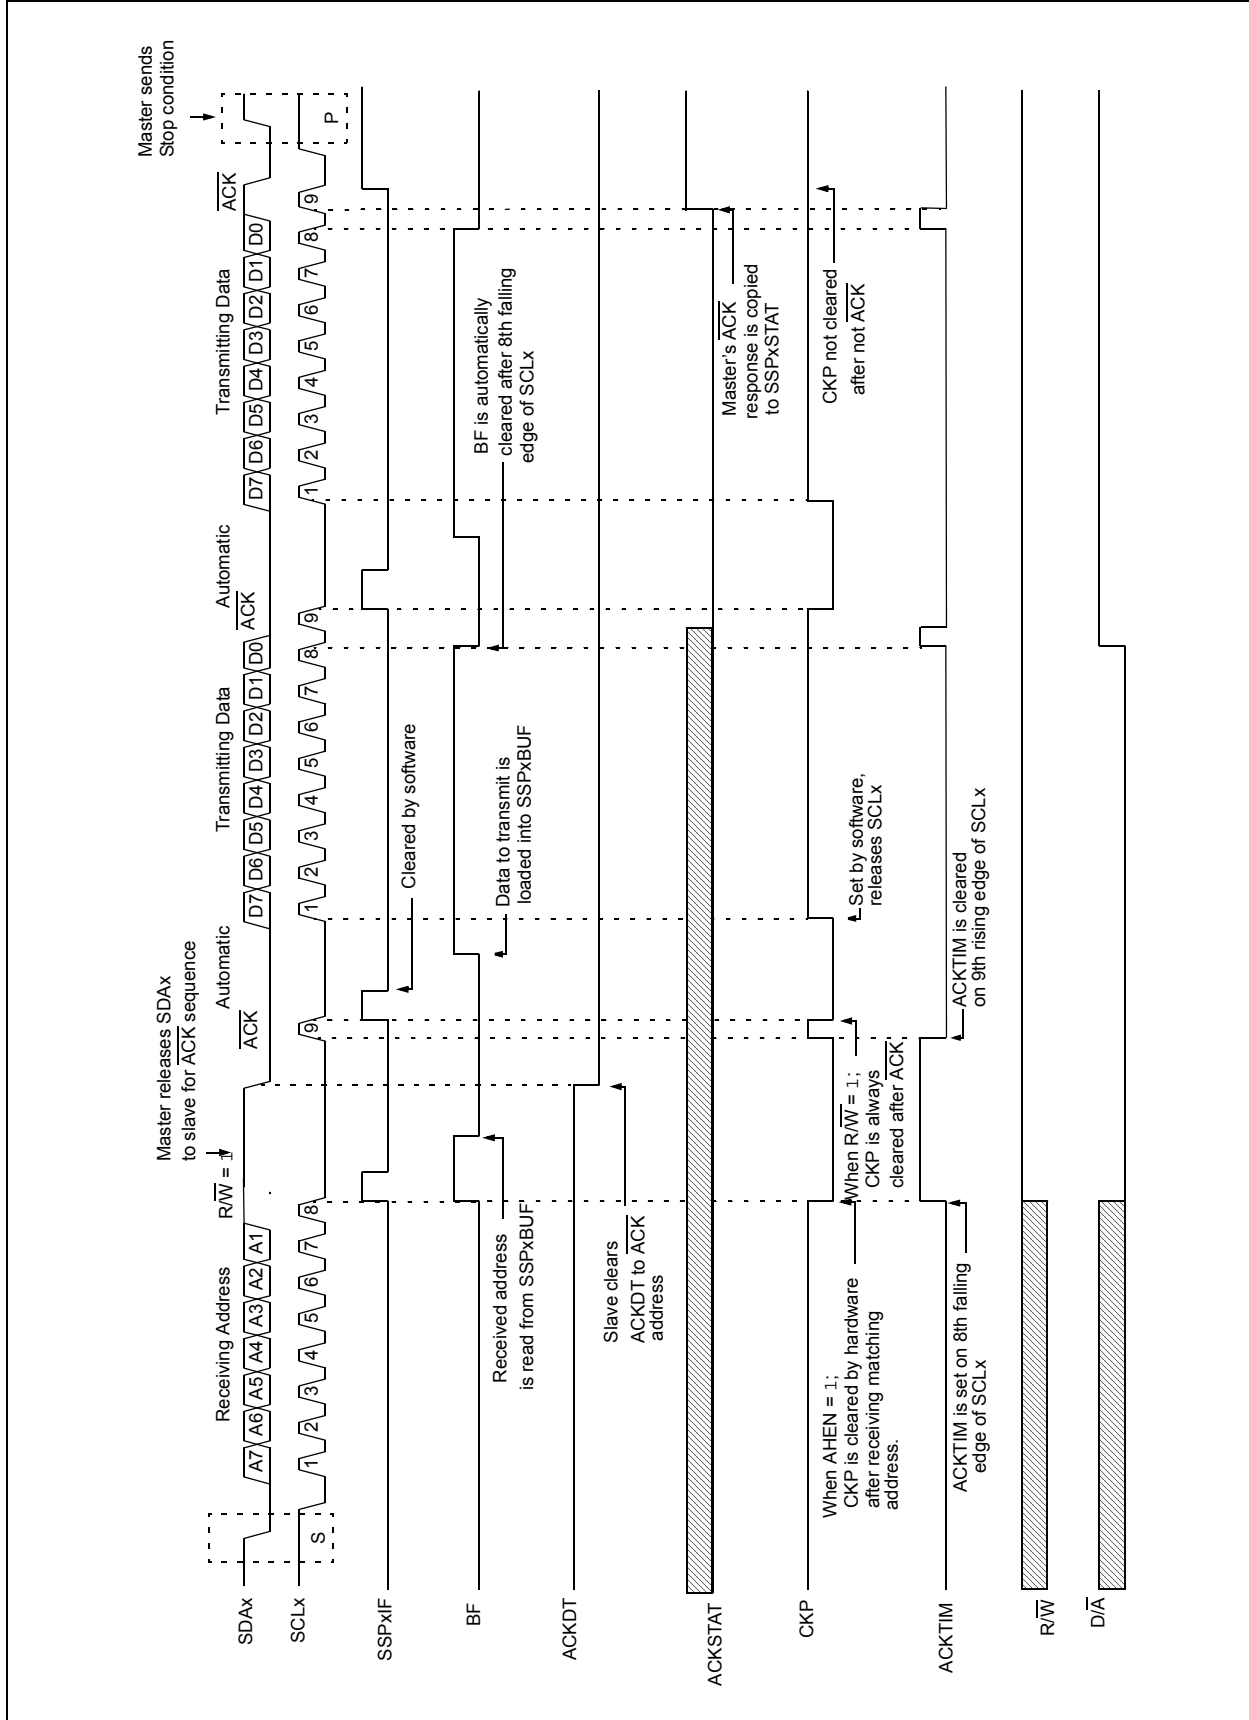 Master sends
Stop condition
Master releases SDAx
to slave for ACK sequence
Receiving Address
R/W = 1
ACK
Automatic
Transmitting Data
ACK
Automatic
Transmitting Data
ACK
SDAx
A7 A6 A5 A4 A3 A2 A1
D7 D6 D5 D4 D3 D2 D1 D0
D7 D6 D5 D4 D3 D2 D1 D0
SCLx
S
1 2 3 4 5 6 7 8 9
1 2 3 4 5 6 7 8 9
1 2 3 4 5 6 7 8 9
P
SSPxIF
Cleared by software
BF
Received address
is read from SSPxBUF
Data to transmit is
loaded into SSPxBUF
BF is automatically
cleared after 8th falling
edge of SCLx
ACKDT
Slave clears
ACKDT to ACK
address
ACKSTAT
Master's ACK
response is copied
to SSPxSTAT
CKP
When AHEN = 1;
CKP is cleared by hardware
after receiving matching
address.
When R/W = 1;
CKP is always
cleared after ACK
Set by software,
releases SCLx
CKP not cleared
after not ACK
ACKTIM
ACKTIM is set on 8th falling
edge of SCLx
ACKTIM is cleared
on 9th rising edge of SCLx
R/W
D/A